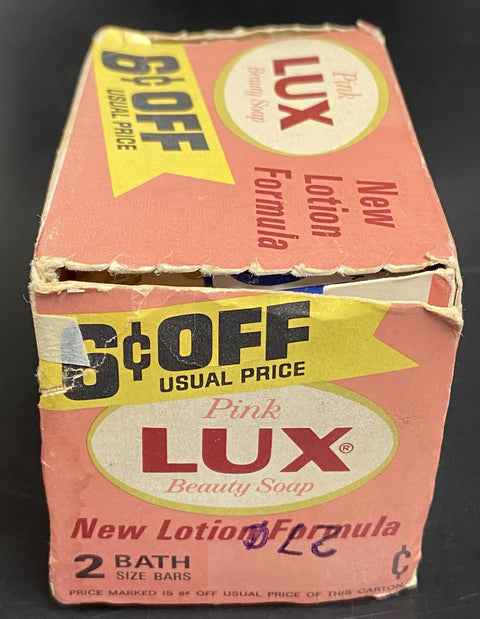 6¢ OFF
USUAL PRICE
Pink
LUX
Beauty Soap
New
Lotion
Formula
6¢ OFF
USUAL PRICE
Pink
LUX®
Beauty Soap
New Lotion Formula
27¢
2 BATH
SIZE BARS
¢
PRICE MARKED IS 6¢ OFF USUAL PRICE OF THIS CARTON